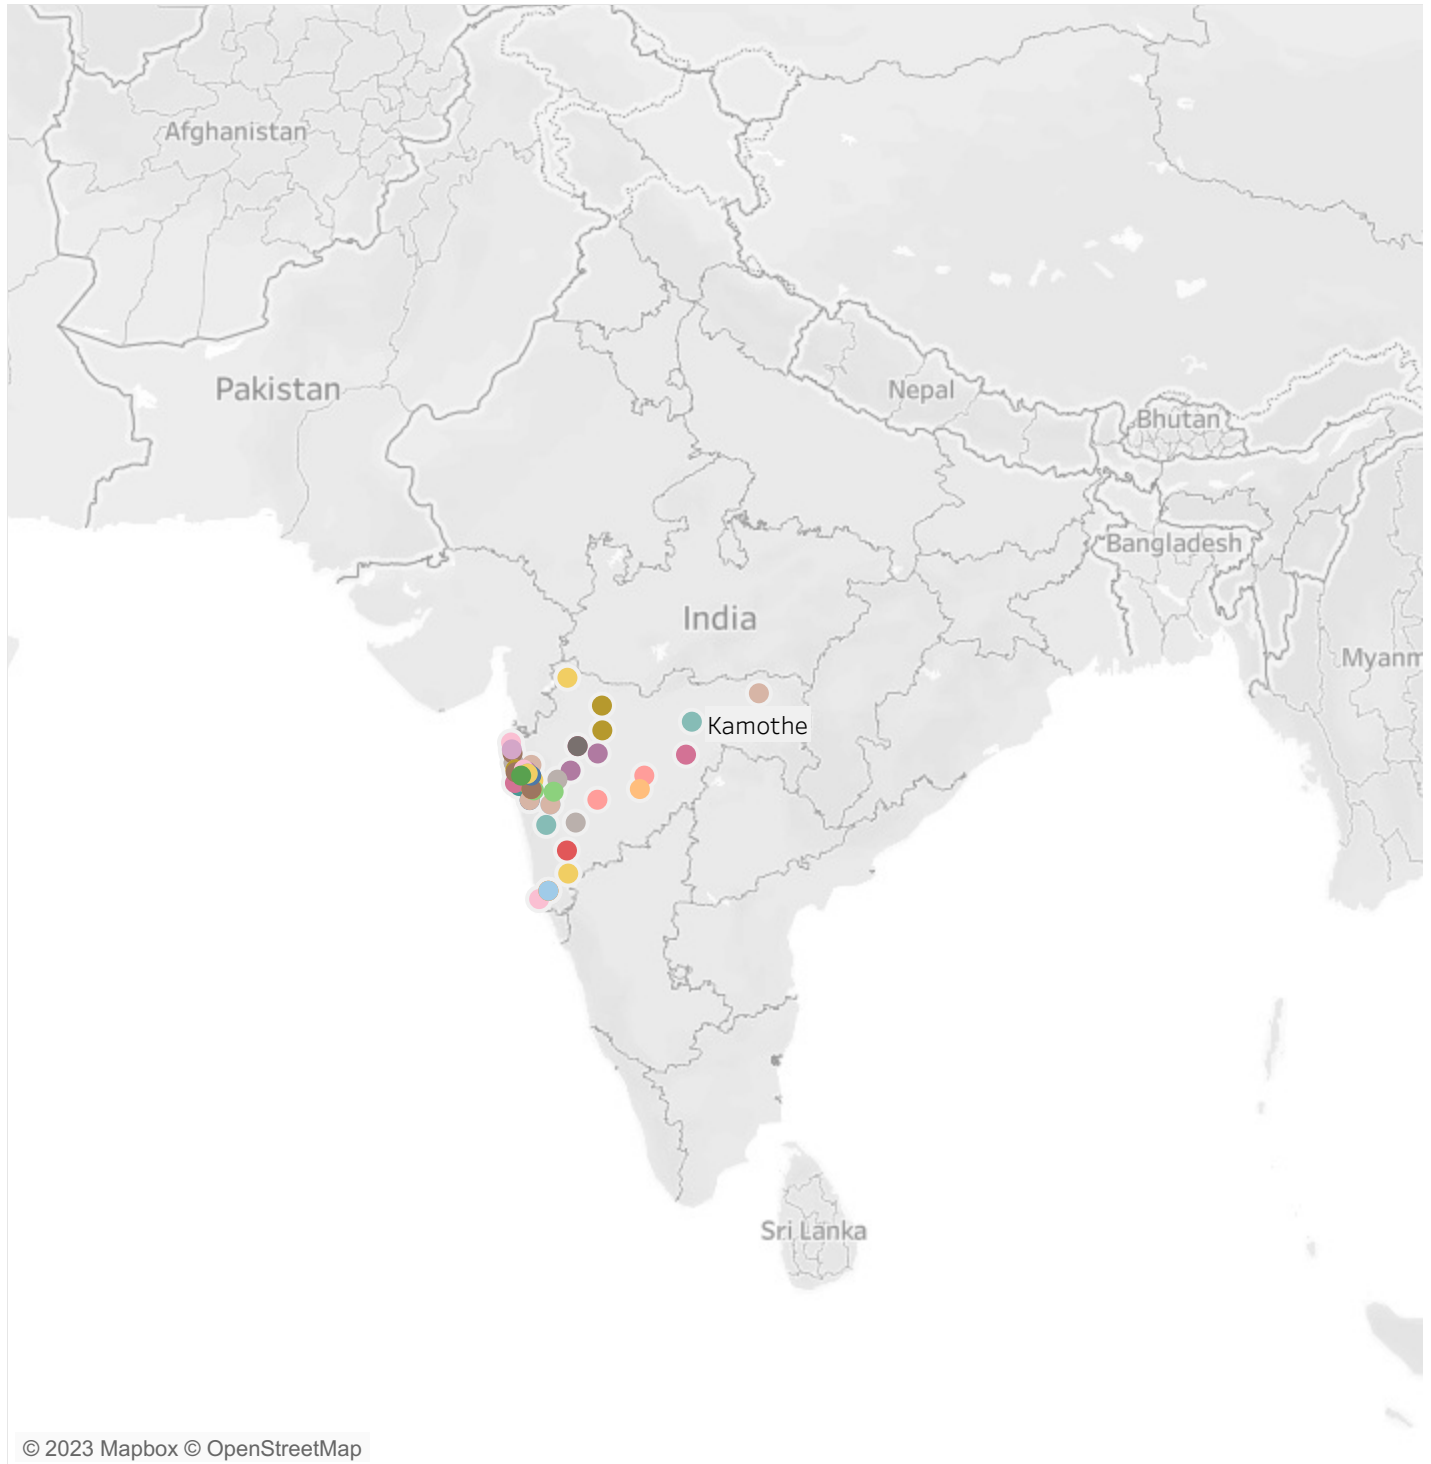 Afghanistan
Pakistan
Nepal
Bhutan
Bangladesh
India
Myanm
Kamothe
Sri Lanka
© 2023 Mapbox © OpenStreetMap